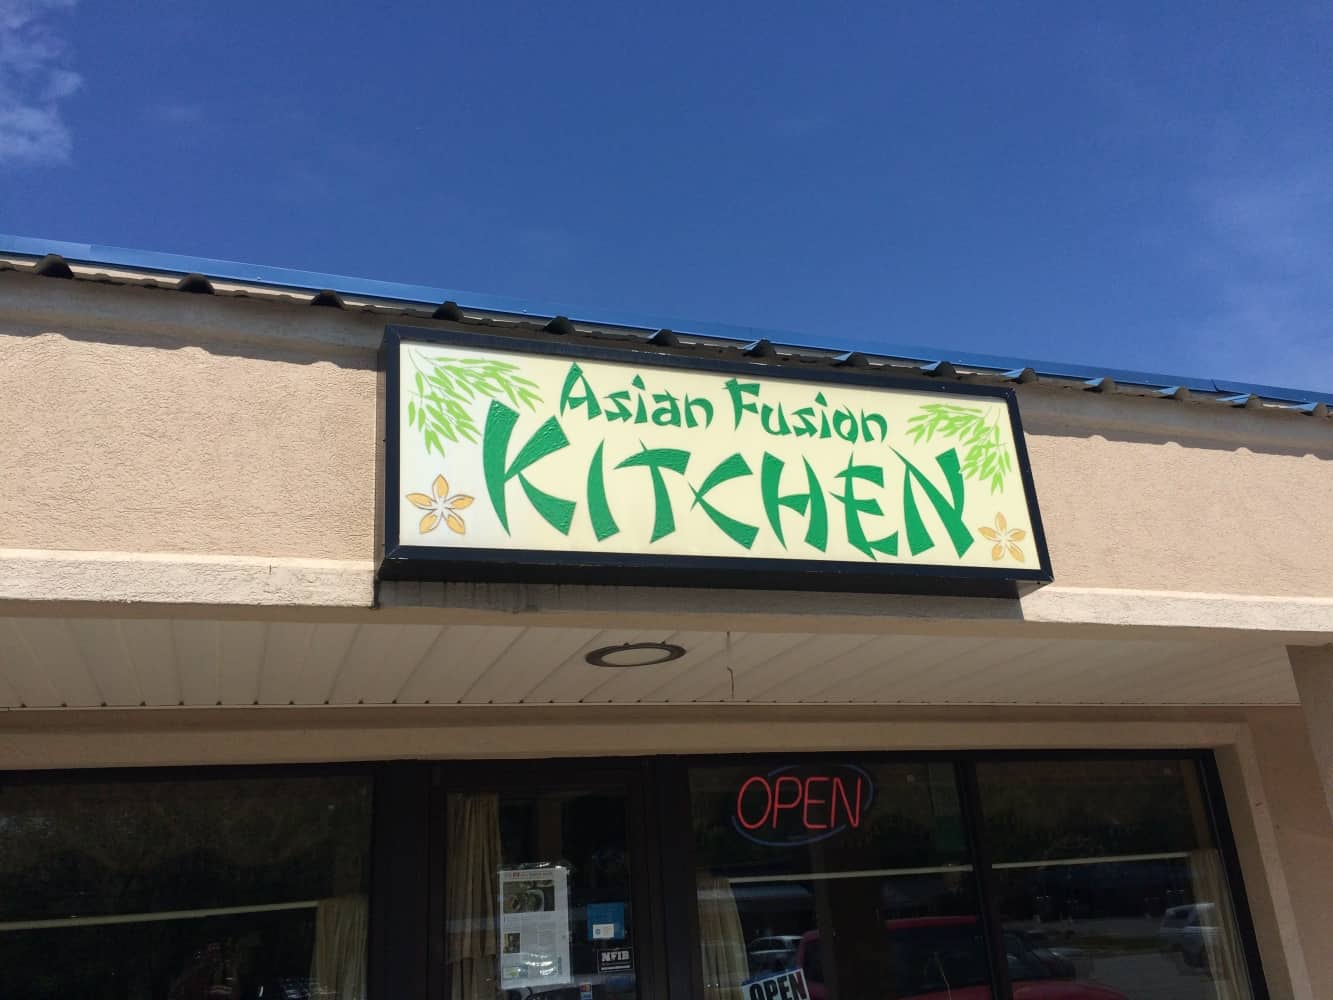 Asian Fusion
KITCHEN
OPEN
NFIB
OPEN